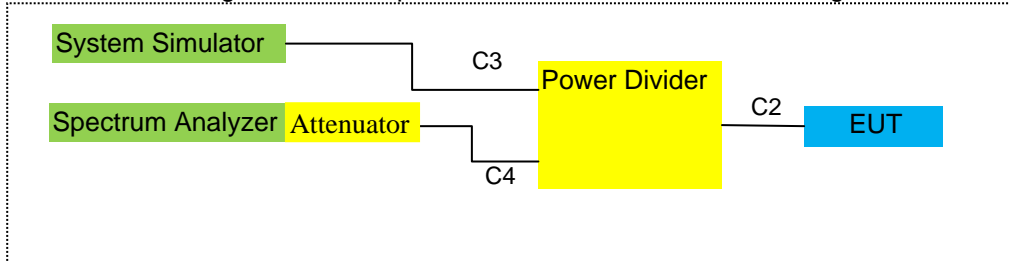 System Simulator
C3
Power Divider
C2
Spectrum Analyzer
Attenuator
EUT
C4